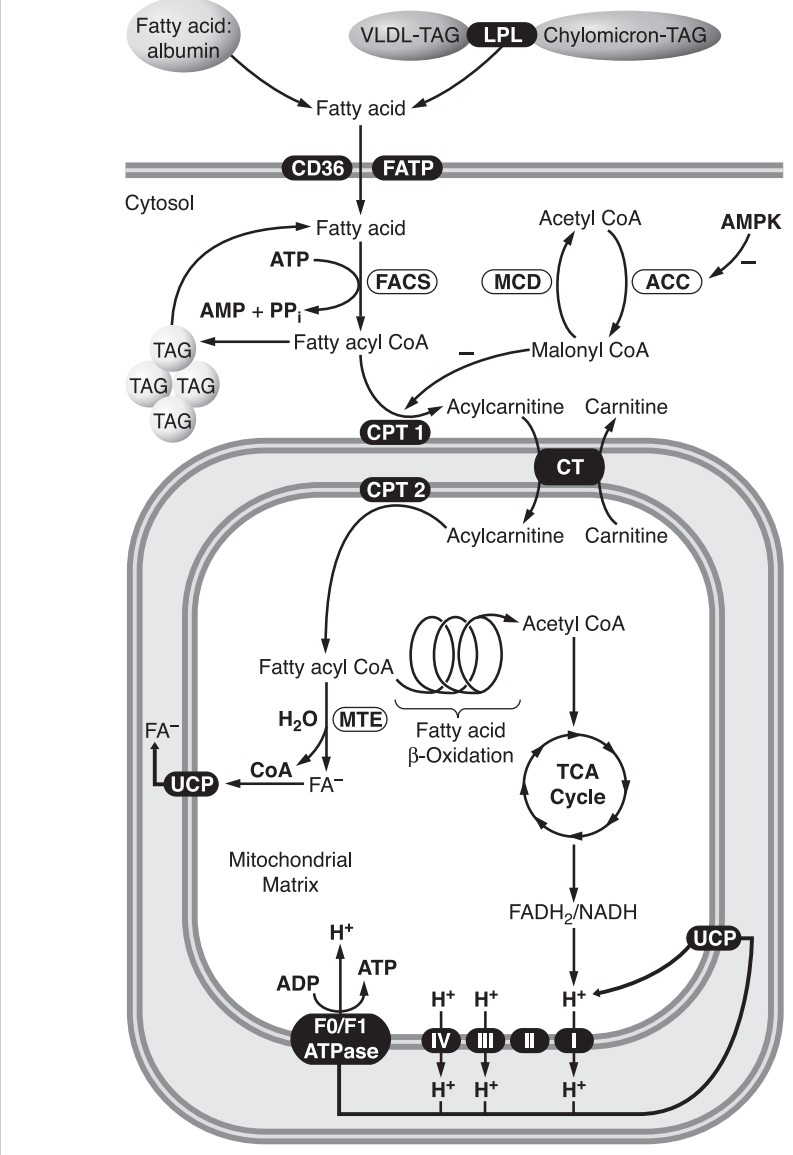 Fatty acid:
albumin
VLDL-TAG
LPL
Chylomicron-TAG
Fatty acid
CD36
FATP
Cytosol
Fatty acid
Acetyl CoA
AMPK
–
ATP
FACS
MCD
ACC
AMP + PPi
Fatty acyl CoA
–
Malonyl CoA
TAG
TAG
TAG
TAG
Acylcarnitine
Carnitine
CPT 1
CT
CPT 2
Acylcarnitine
Carnitine
Acetyl CoA
Fatty acyl CoA
H2O
MTE
Fatty acid
β-Oxidation
FA–
CoA
FA–
UCP
TCA
Cycle
Mitochondrial
Matrix
FADH2/NADH
H+
UCP
ADP
ATP
H+
H+
H+
F0/F1
ATPase
IV
III
II
I
H+
H+
H+